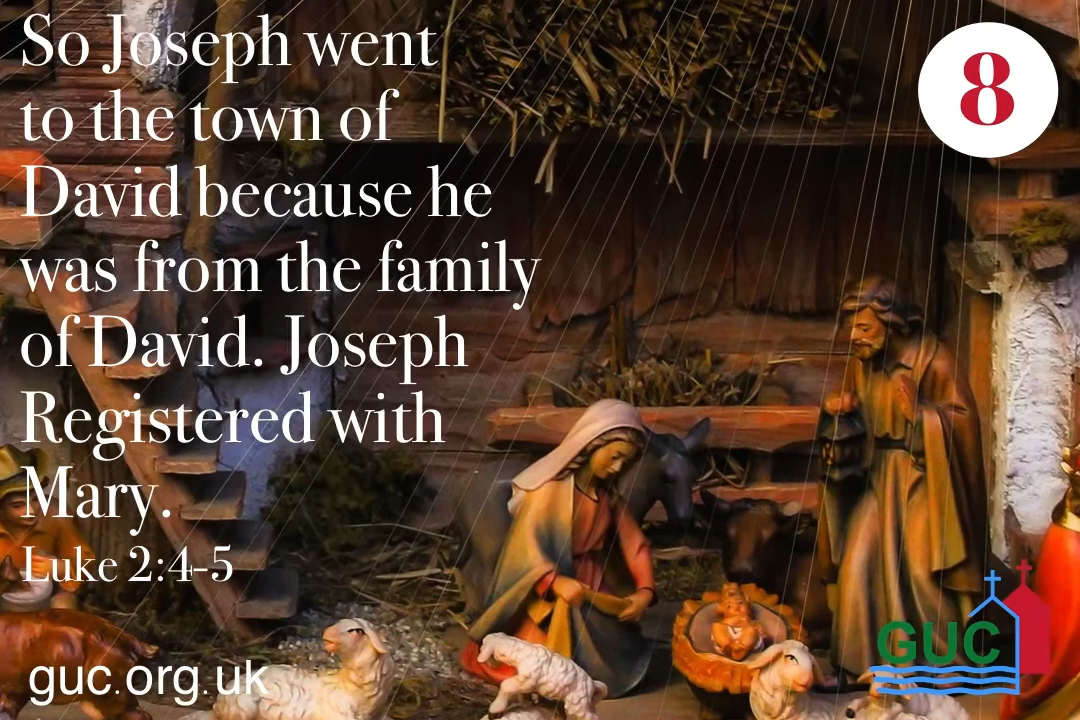 So Joseph went
to the town of
David because he
was from the family
of David. Joseph
Registered with
Mary.
Luke 2:4-5
8
guc.org.uk
GUC